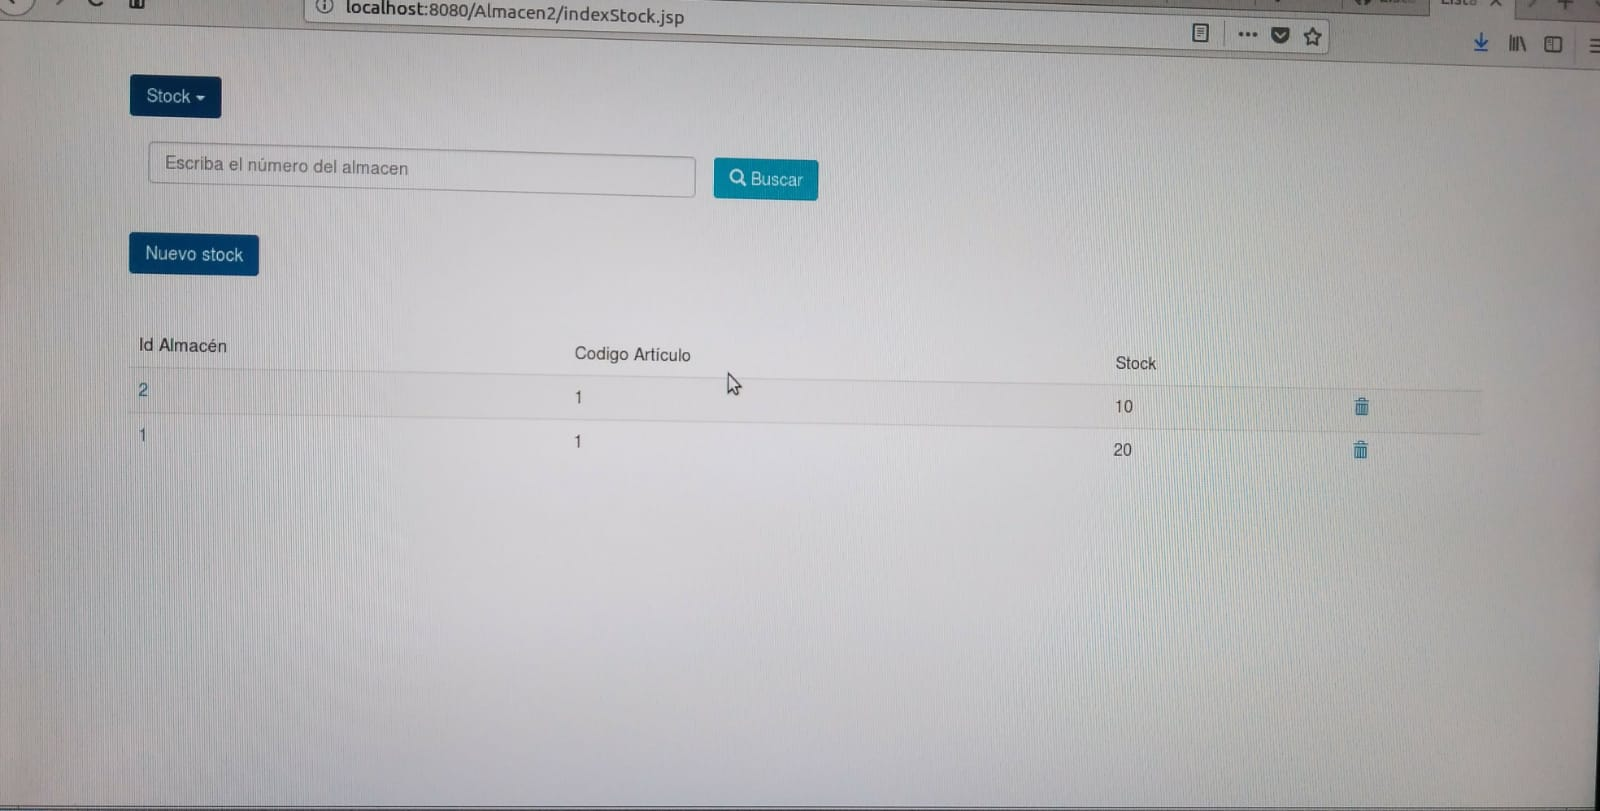 localhost:8080/Almacen2/indexStock.jsp
Stock
Escriba el número del almacen
Buscar
Nuevo stock
Id Almacén Codigo Artículo Stock
2 1 10
1 1 20